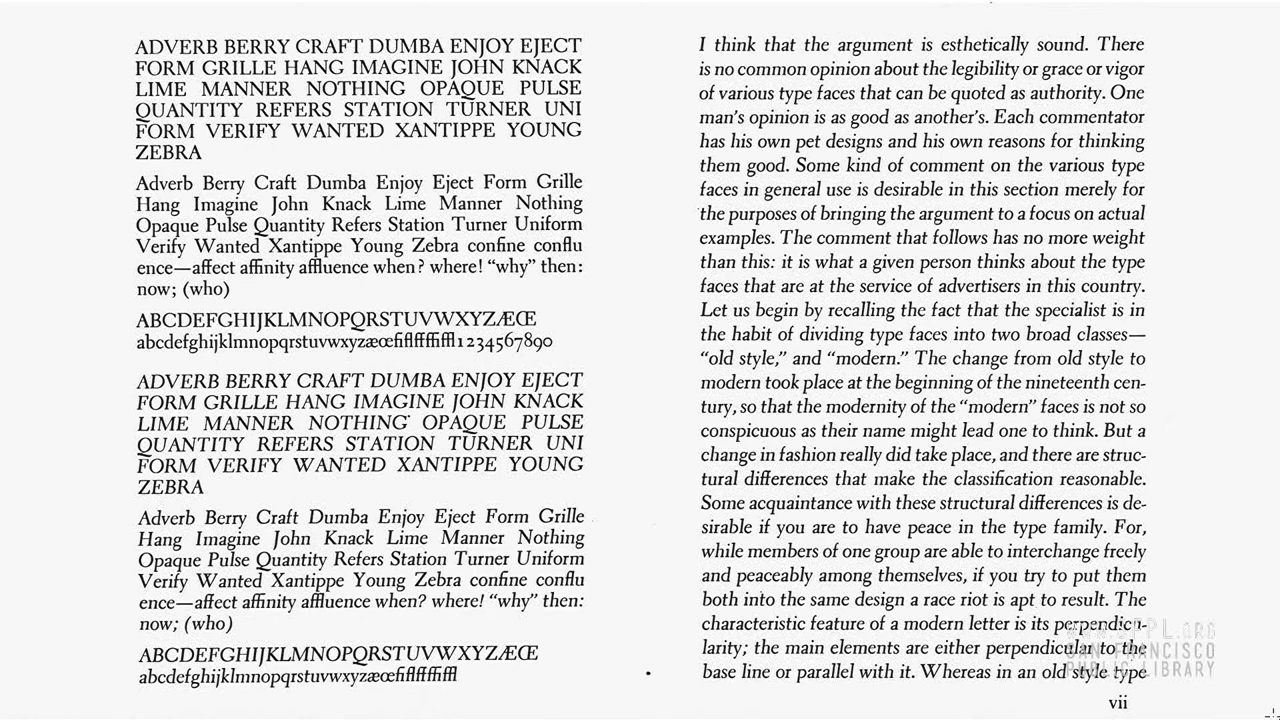 ADVERB BERRY CRAFT DUMBA ENJOY EJECT
FORM GRILLE HANG IMAGINE JOHN KNACK
LIME MANNER NOTHING OPAQUE PULSE
QUANTITY REFERS STATION TURNER UNI
FORM VERIFY WANTED XANTIPPE YOUNG
ZEBRA
Adverb Berry Craft Dumba Enjoy Eject Form Grille
Hang Imagine John Knack Lime Manner Nothing
Opaque Pulse Quantity Refers Station Turner Uniform
Verify Wanted Xantippe Young Zebra confine conflu
ence—affect affinity affluence when? where! “why” then:
now; (who)
ABCDEFGHIJKLMNOPQRSTUVWXYZÆŒ
abcdefghijklmnopqrstuvwxyzæœfiflffffiffl1234567890
ADVERB BERRY CRAFT DUMBA ENJOY EJECT
FORM GRILLE HANG IMAGINE JOHN KNACK
LIME MANNER NOTHING OPAQUE PULSE
QUANTITY REFERS STATION TURNER UNI
FORM VERIFY WANTED XANTIPPE YOUNG
ZEBRA
Adverb Berry Craft Dumba Enjoy Eject Form Grille
Hang Imagine John Knack Lime Manner Nothing
Opaque Pulse Quantity Refers Station Turner Uniform
Verify Wanted Xantippe Young Zebra confine conflu
ence—affect affinity affluence when? where! “why” then:
now; (who)
ABCDEFGHIJKLMNOPQRSTUVWXYZÆŒ
abcdefghijklmnopqrstuvwxyzæœfiflffffiffl
I think that the argument is esthetically sound. There
is no common opinion about the legibility or grace or vigor
of various type faces that can be quoted as authority. One
man’s opinion is as good as another’s. Each commentator
has his own pet designs and his own reasons for thinking
them good. Some kind of comment on the various type
faces in general use is desirable in this section merely for
the purposes of bringing the argument to a focus on actual
examples. The comment that follows has no more weight
than this: it is what a given person thinks about the type
faces that are at the service of advertisers in this country.
Let us begin by recalling the fact that the specialist is in
the habit of dividing type faces into two broad classes—
“old style,” and “modern.” The change from old style to
modern took place at the beginning of the nineteenth cen-
tury, so that the modernity of the “modern” faces is not so
conspicuous as their name might lead one to think. But a
change in fashion really did take place, and there are struc-
tural differences that make the classification reasonable.
Some acquaintance with these structural differences is de-
sirable if you are to have peace in the type family. For,
while members of one group are able to interchange freely
and peaceably among themselves, if you try to put them
both into the same design a race riot is apt to result. The
characteristic feature of a modern letter is its perpendicu-
larity; the main elements are either perpendicular to the
base line or parallel with it. Whereas in an old style type
vii
WWW.SFPL.ORG
SAN FRANCISCO
PUBLIC LIBRARY